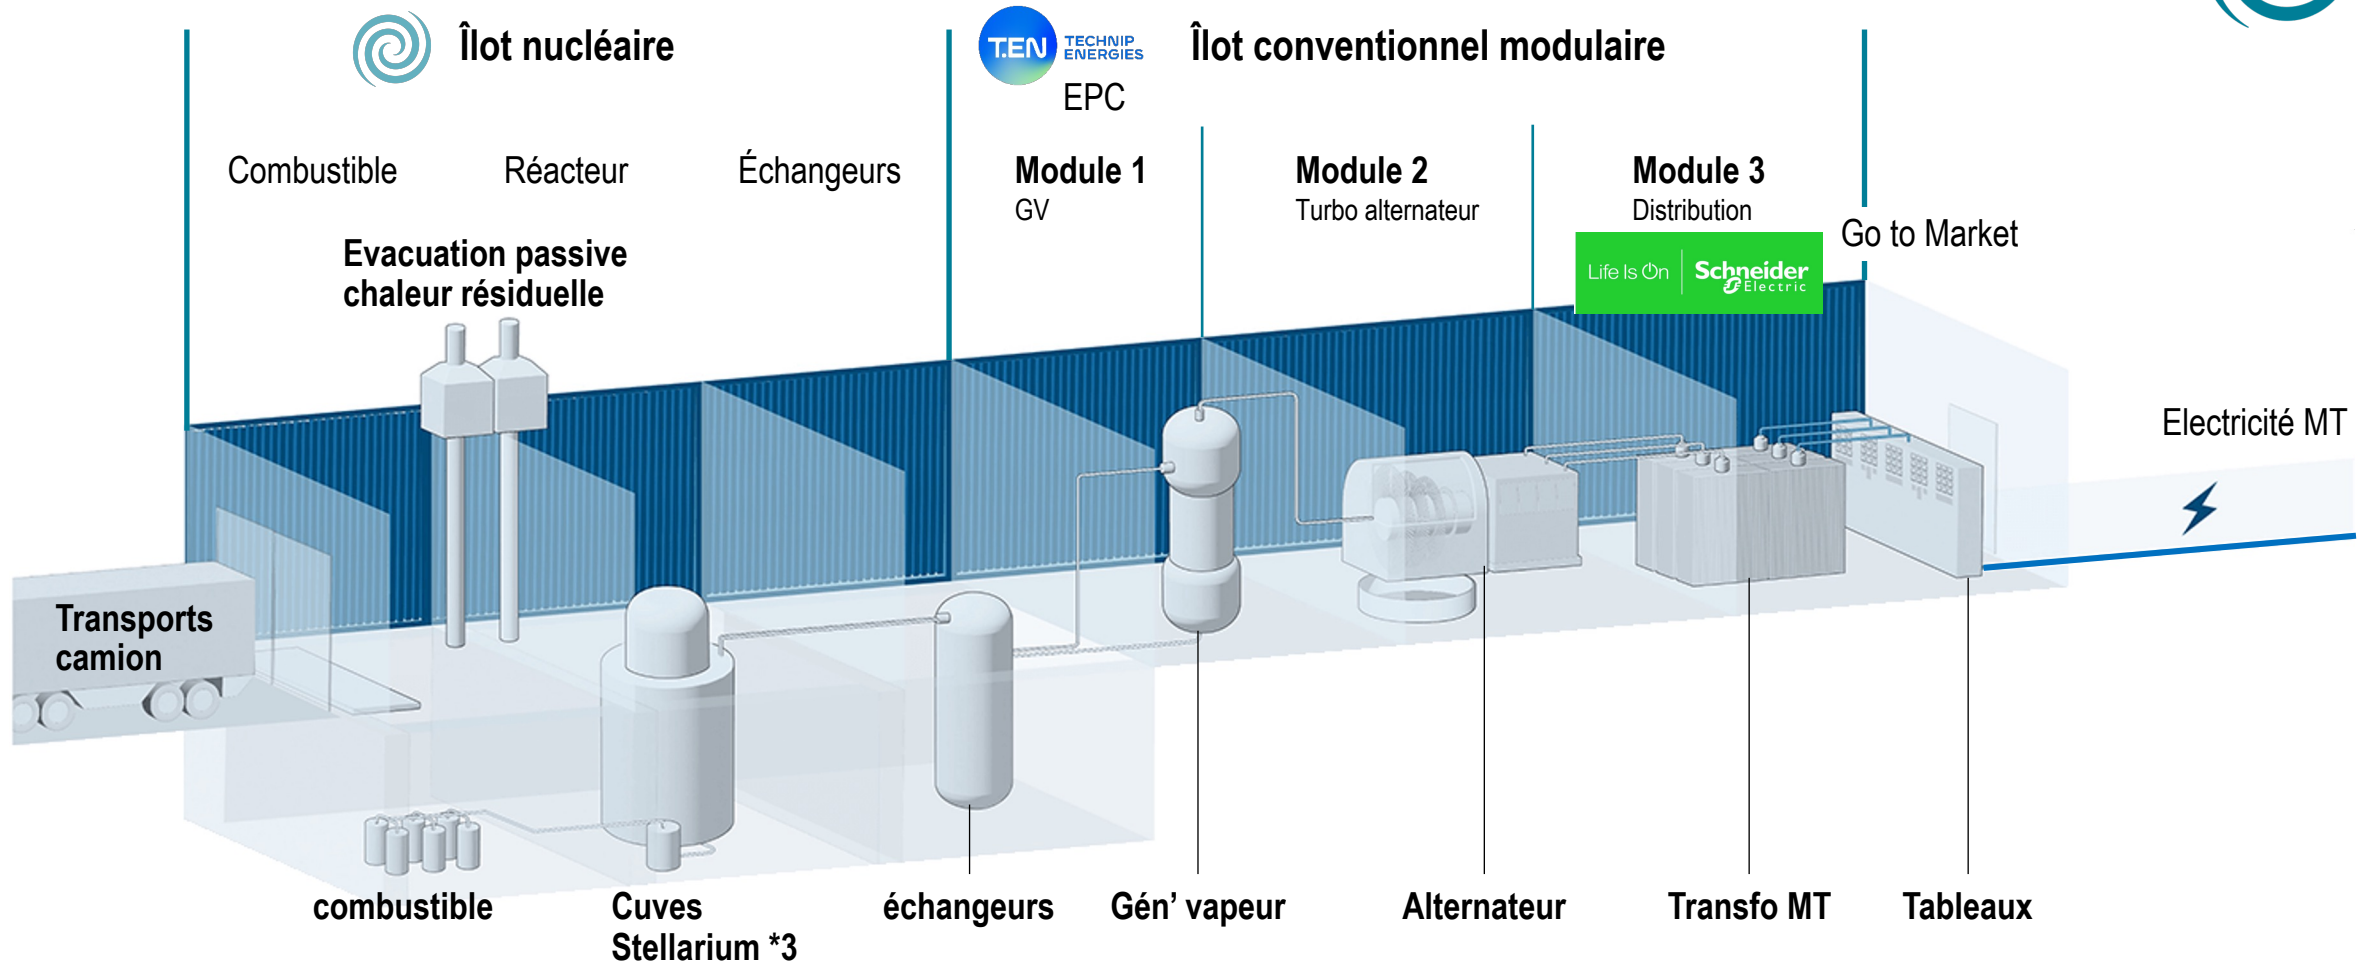 Îlot nucléaire
T.EN TECHNIP
ENERGIES
EPC
Îlot conventionnel modulaire
Combustible
Réacteur
Échangeurs
Module 1
GV
Module 2
Turbo alternateur
Module 3
Distribution
Life Is On Schneider
Electric
Go to Market
Evacuation passive
chaleur résiduelle
Electricité MT
Transports
camion
combustible
Cuves
Stellarium *3
échangeurs
Gén’ vapeur
Alternateur
Transfo MT
Tableaux